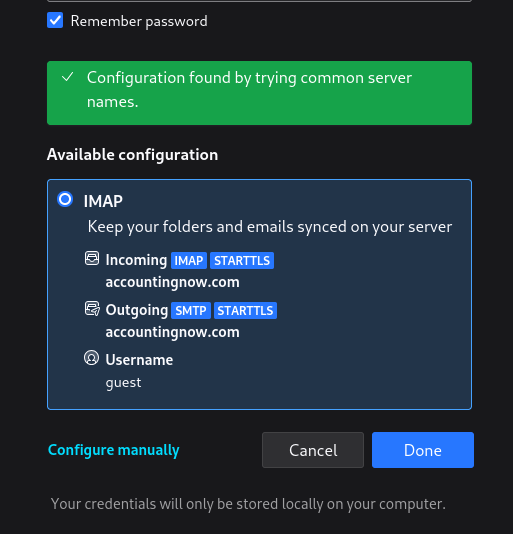 Remember password
Configuration found by trying common server
names.
Available configuration
IMAP
Keep your folders and emails synced on your server
Incoming IMAP STARTTLS
accountingnow.com
Outgoing SMTP STARTTLS
accountingnow.com
Username
guest
Configure manually Cancel Done
Your credentials will only be stored locally on your computer.